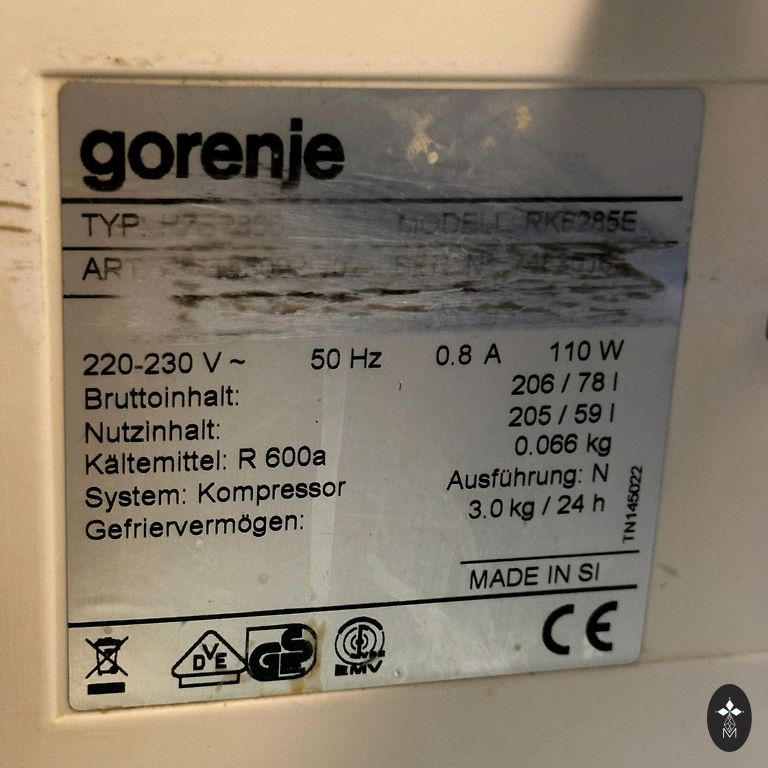 gorenje
TYP: MODELL: RK6285E
ART
220-230 V ~ 50 Hz 0.8 A 110 W
Bruttoinhalt: 206 / 78 l
Nutzinhalt: 205 / 59 l
Kältemittel: R 600a 0.066 kg
System: Kompressor Ausführung: N
Gefriervermögen: 3.0 kg / 24 h
TN145022
MADE IN SI
DVE GS EMV CE
M